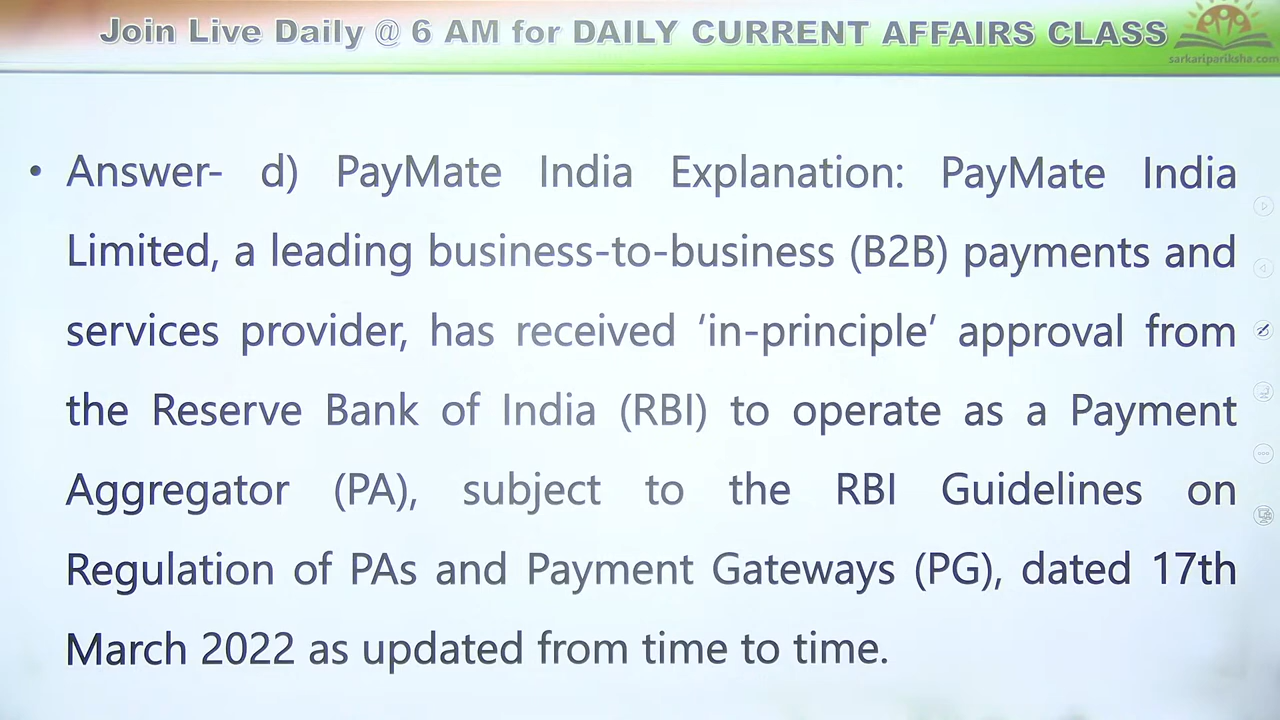 Join Live Daily @ 6 AM for DAILY CURRENT AFFAIRS CLASS
sarkaripariksha.com
• Answer- d) PayMate India Explanation: PayMate India
Limited, a leading business-to-business (B2B) payments and
services provider, has received ‘in-principle’ approval from
the Reserve Bank of India (RBI) to operate as a Payment
Aggregator (PA), subject to the RBI Guidelines on
Regulation of PAs and Payment Gateways (PG), dated 17th
March 2022 as updated from time to time.